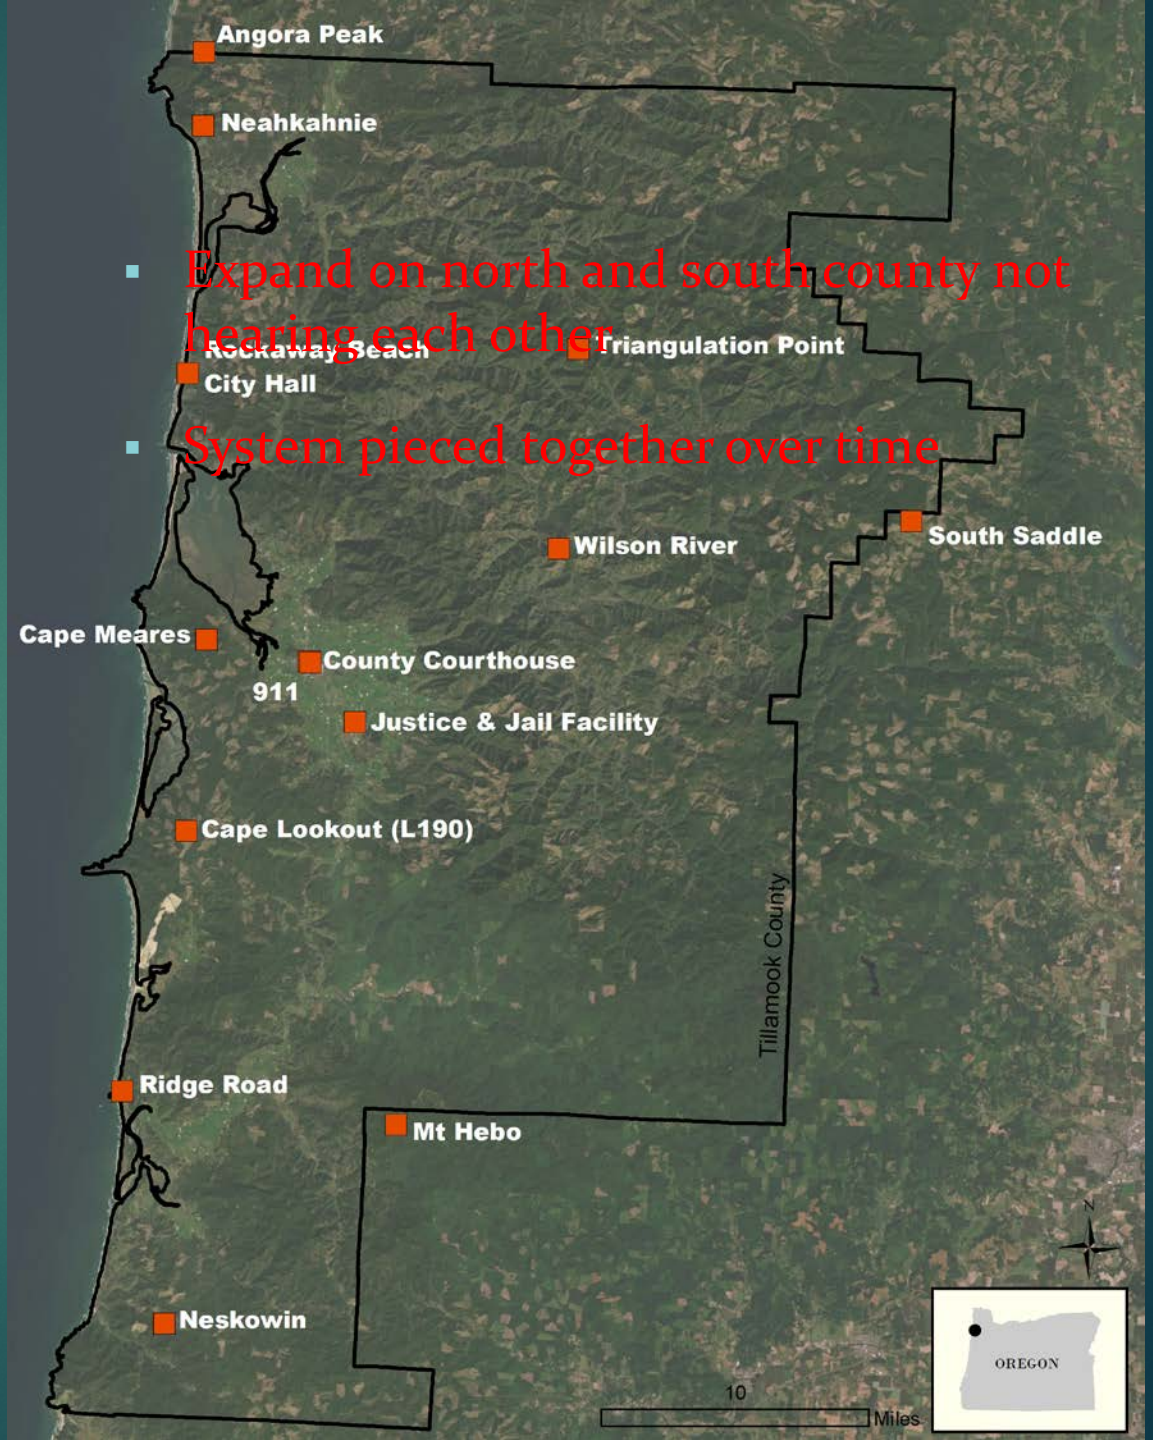 Angora Peak
Neahkahnie
Expand on north and south county not
hearing each other
Rockaway Beach
City Hall
Triangulation Point
System pieced together over time
South Saddle
Wilson River
Cape Meares
County Courthouse
911
Justice & Jail Facility
Cape Lookout (L190)
Tillamook County
Ridge Road
Mt Hebo
N
Neskowin
OREGON
10
Miles